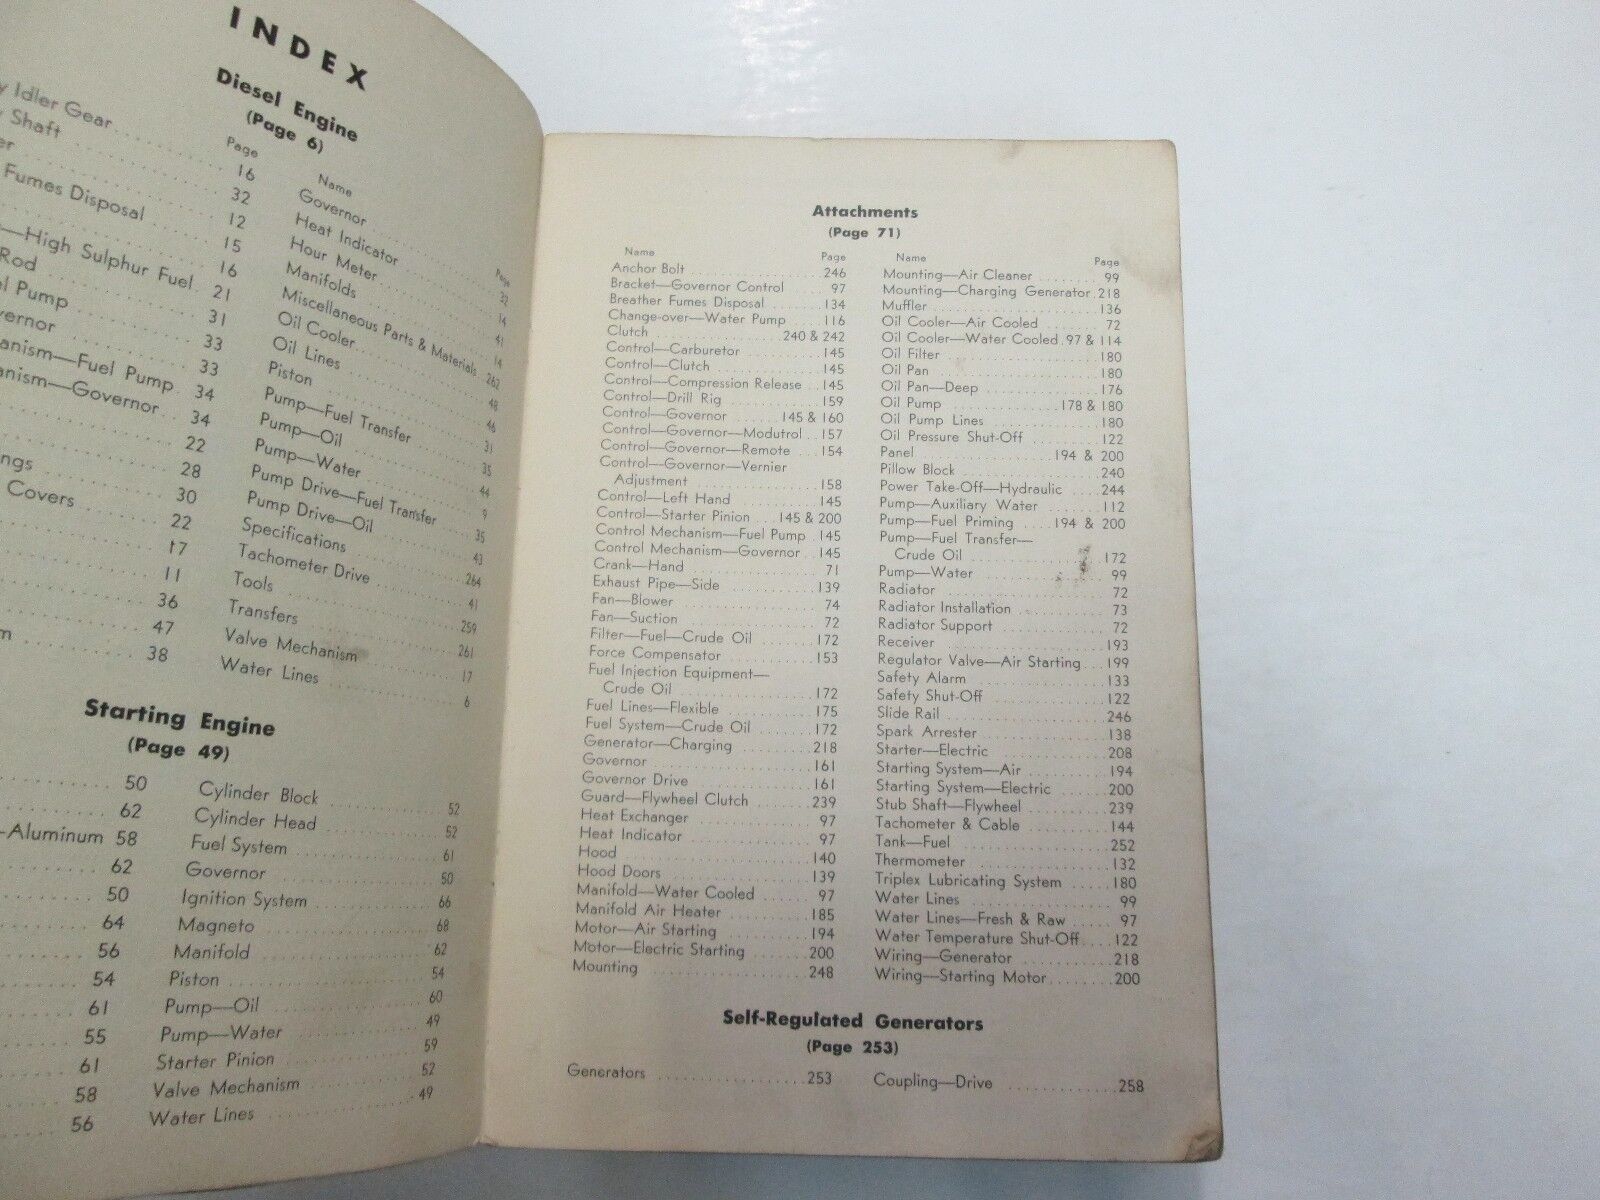 INDEX
Diesel Engine
(Page 6)
Page
Idler Gear 16
Shaft 32
12
Fumes Disposal 15
16
—High Sulphur Fuel 21
Rod 31
Pump 33
33
—Fuel Pump 34
—Governor 34
22
28
30
Covers 22
17
11
36
47
38
Name Page
Governor 32
Heat Indicator 14
Hour Meter 41
Manifolds 14
Miscellaneous Parts & Materials 262
Oil Cooler 48
Oil Lines 46
Piston 31
Pump—Fuel Transfer 35
Pump—Oil 44
Pump—Water 9
Pump Drive—Fuel Transfer 35
Pump Drive—Oil 43
Specifications 264
Tachometer Drive 41
Tools 259
Transfers 261
Valve Mechanism 17
Water Lines 6
Starting Engine
(Page 49)
50
62
—Aluminum 58
62
50
64
56
54
61
55
61
58
56
Cylinder Block 52
Cylinder Head 52
Fuel System 61
Governor 50
Ignition System 66
Magneto 68
Manifold 62
Piston 54
Pump—Oil 60
Pump—Water 49
Starter Pinion 59
Valve Mechanism 52
Water Lines 49
Attachments
(Page 71)
Name Page
Anchor Bolt 246
Bracket—Governor Control 97
Breather Fumes Disposal 134
Change-over—Water Pump 116
Clutch 240 & 242
Control—Carburetor 145
Control—Clutch 145
Control—Compression Release 145
Control—Drill Rig 159
Control—Governor 145 & 160
Control—Governor—Modutrol 157
Control—Governor—Remote 154
Control—Governor—Vernier
Adjustment 158
Control—Left Hand 145
Control—Starter Pinion 145 & 200
Control Mechanism—Fuel Pump 145
Control Mechanism—Governor 145
Crank—Hand 71
Exhaust Pipe—Side 139
Fan—Blower 74
Fan—Suction 72
Filter—Fuel—Crude Oil 172
Force Compensator 153
Fuel Injection Equipment—
Crude Oil 172
Fuel Lines—Flexible 175
Fuel System—Crude Oil 172
Generator—Charging 218
Governor 161
Governor Drive 161
Guard—Flywheel Clutch 239
Heat Exchanger 97
Heat Indicator 97
Hood 140
Hood Doors 139
Manifold—Water Cooled 97
Manifold Air Heater 185
Motor—Air Starting 194
Motor—Electric Starting 200
Mounting 248
Name Page
Mounting—Air Cleaner 99
Mounting—Charging Generator 218
Muffler 136
Oil Cooler—Air Cooled 72
Oil Cooler—Water Cooled 97 & 114
Oil Filter 180
Oil Pan 180
Oil Pan—Deep 176
Oil Pump 178 & 180
Oil Pump Lines 180
Oil Pressure Shut-Off 122
Panel 194 & 200
Pillow Block 240
Power Take-Off—Hydraulic 244
Pump—Auxiliary Water 112
Pump—Fuel Priming 194 & 200
Pump—Fuel Transfer—
Crude Oil 172
Pump—Water 99
Radiator 72
Radiator Installation 73
Radiator Support 72
Receiver 193
Regulator Valve—Air Starting 199
Safety Alarm 133
Safety Shut-Off 122
Slide Rail 246
Spark Arrester 138
Starter—Electric 208
Starting System—Air 194
Starting System—Electric 200
Stub Shaft—Flywheel 239
Tachometer & Cable 144
Tank—Fuel 252
Thermometer 132
Triplex Lubricating System 180
Water Lines 99
Water Lines—Fresh & Raw 97
Water Temperature Shut-Off 122
Wiring—Generator 218
Wiring—Starting Motor 200
Self-Regulated Generators
(Page 253)
Generators 253
Coupling—Drive 258